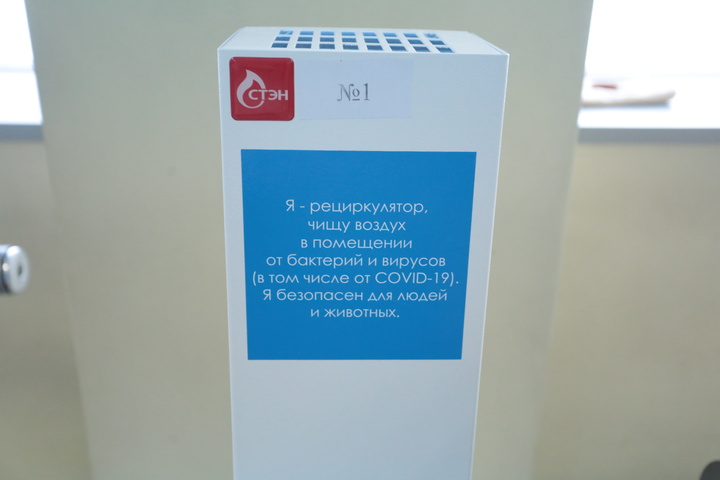 СТЭН
№1
Я - рециркулятор,
чищу воздух
в помещении
от бактерий и вирусов
(в том числе от COVID-19).
Я безопасен для людей
и животных.